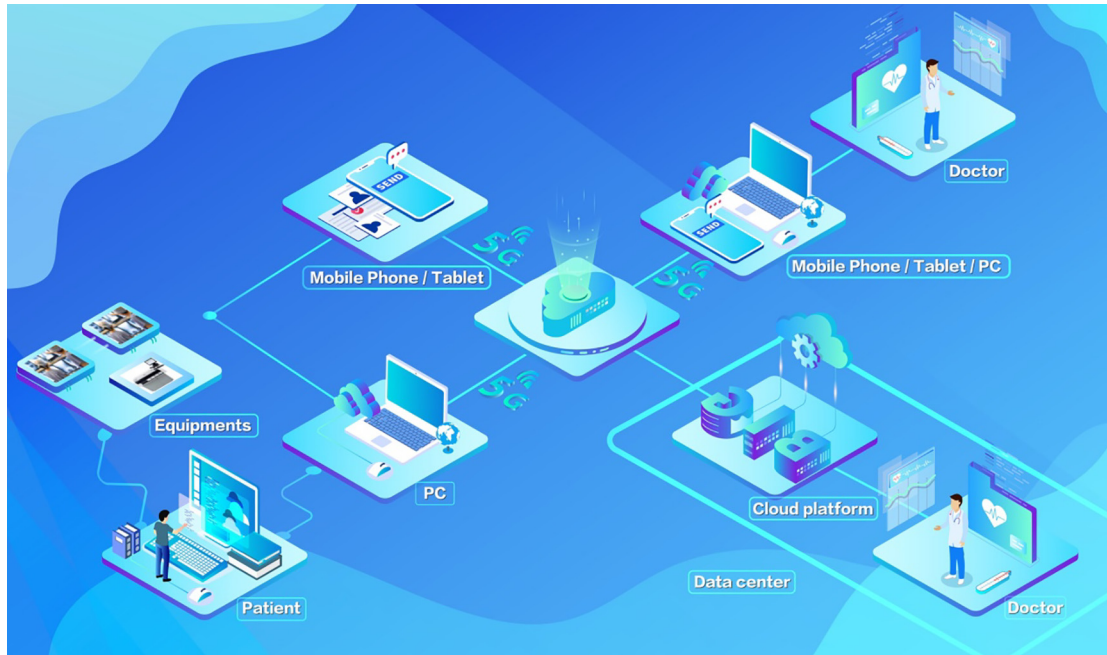 Doctor
SEND
SEND
Mobile Phone / Tablet
5G
5G
Mobile Phone / Tablet / PC
Equipments
5G
PC
Cloud platform
Data center
Patient
Doctor